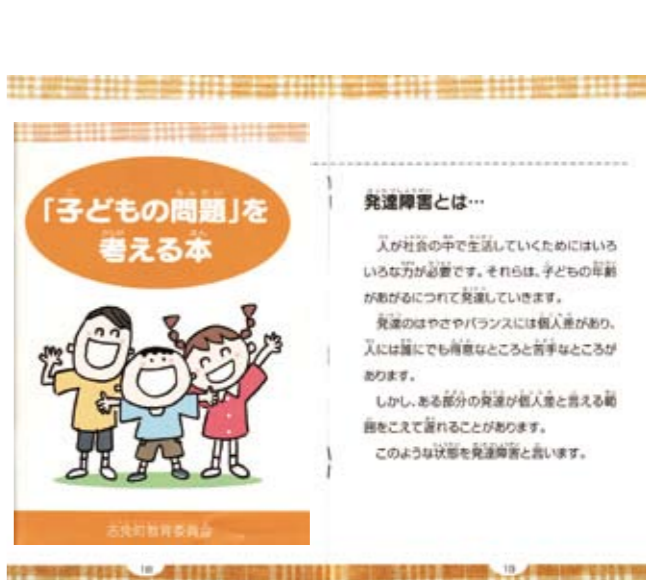 「子どもの問題」を
考える本
発達障害とは…
人が社会の中で生活していくためにはいろ
いろな力が必要です。それらは、子どもの年齢
があがるにつれて発達していきます。
発達のはやさやバランスには個人差があり、
人には誰にでも得意なところと苦手なところが
あります。
しかし、ある部分の発達が個人差と言える範
囲をこえて遅れることがあります。
このような状態を発達障害と言います。
町教育委員会
18
19